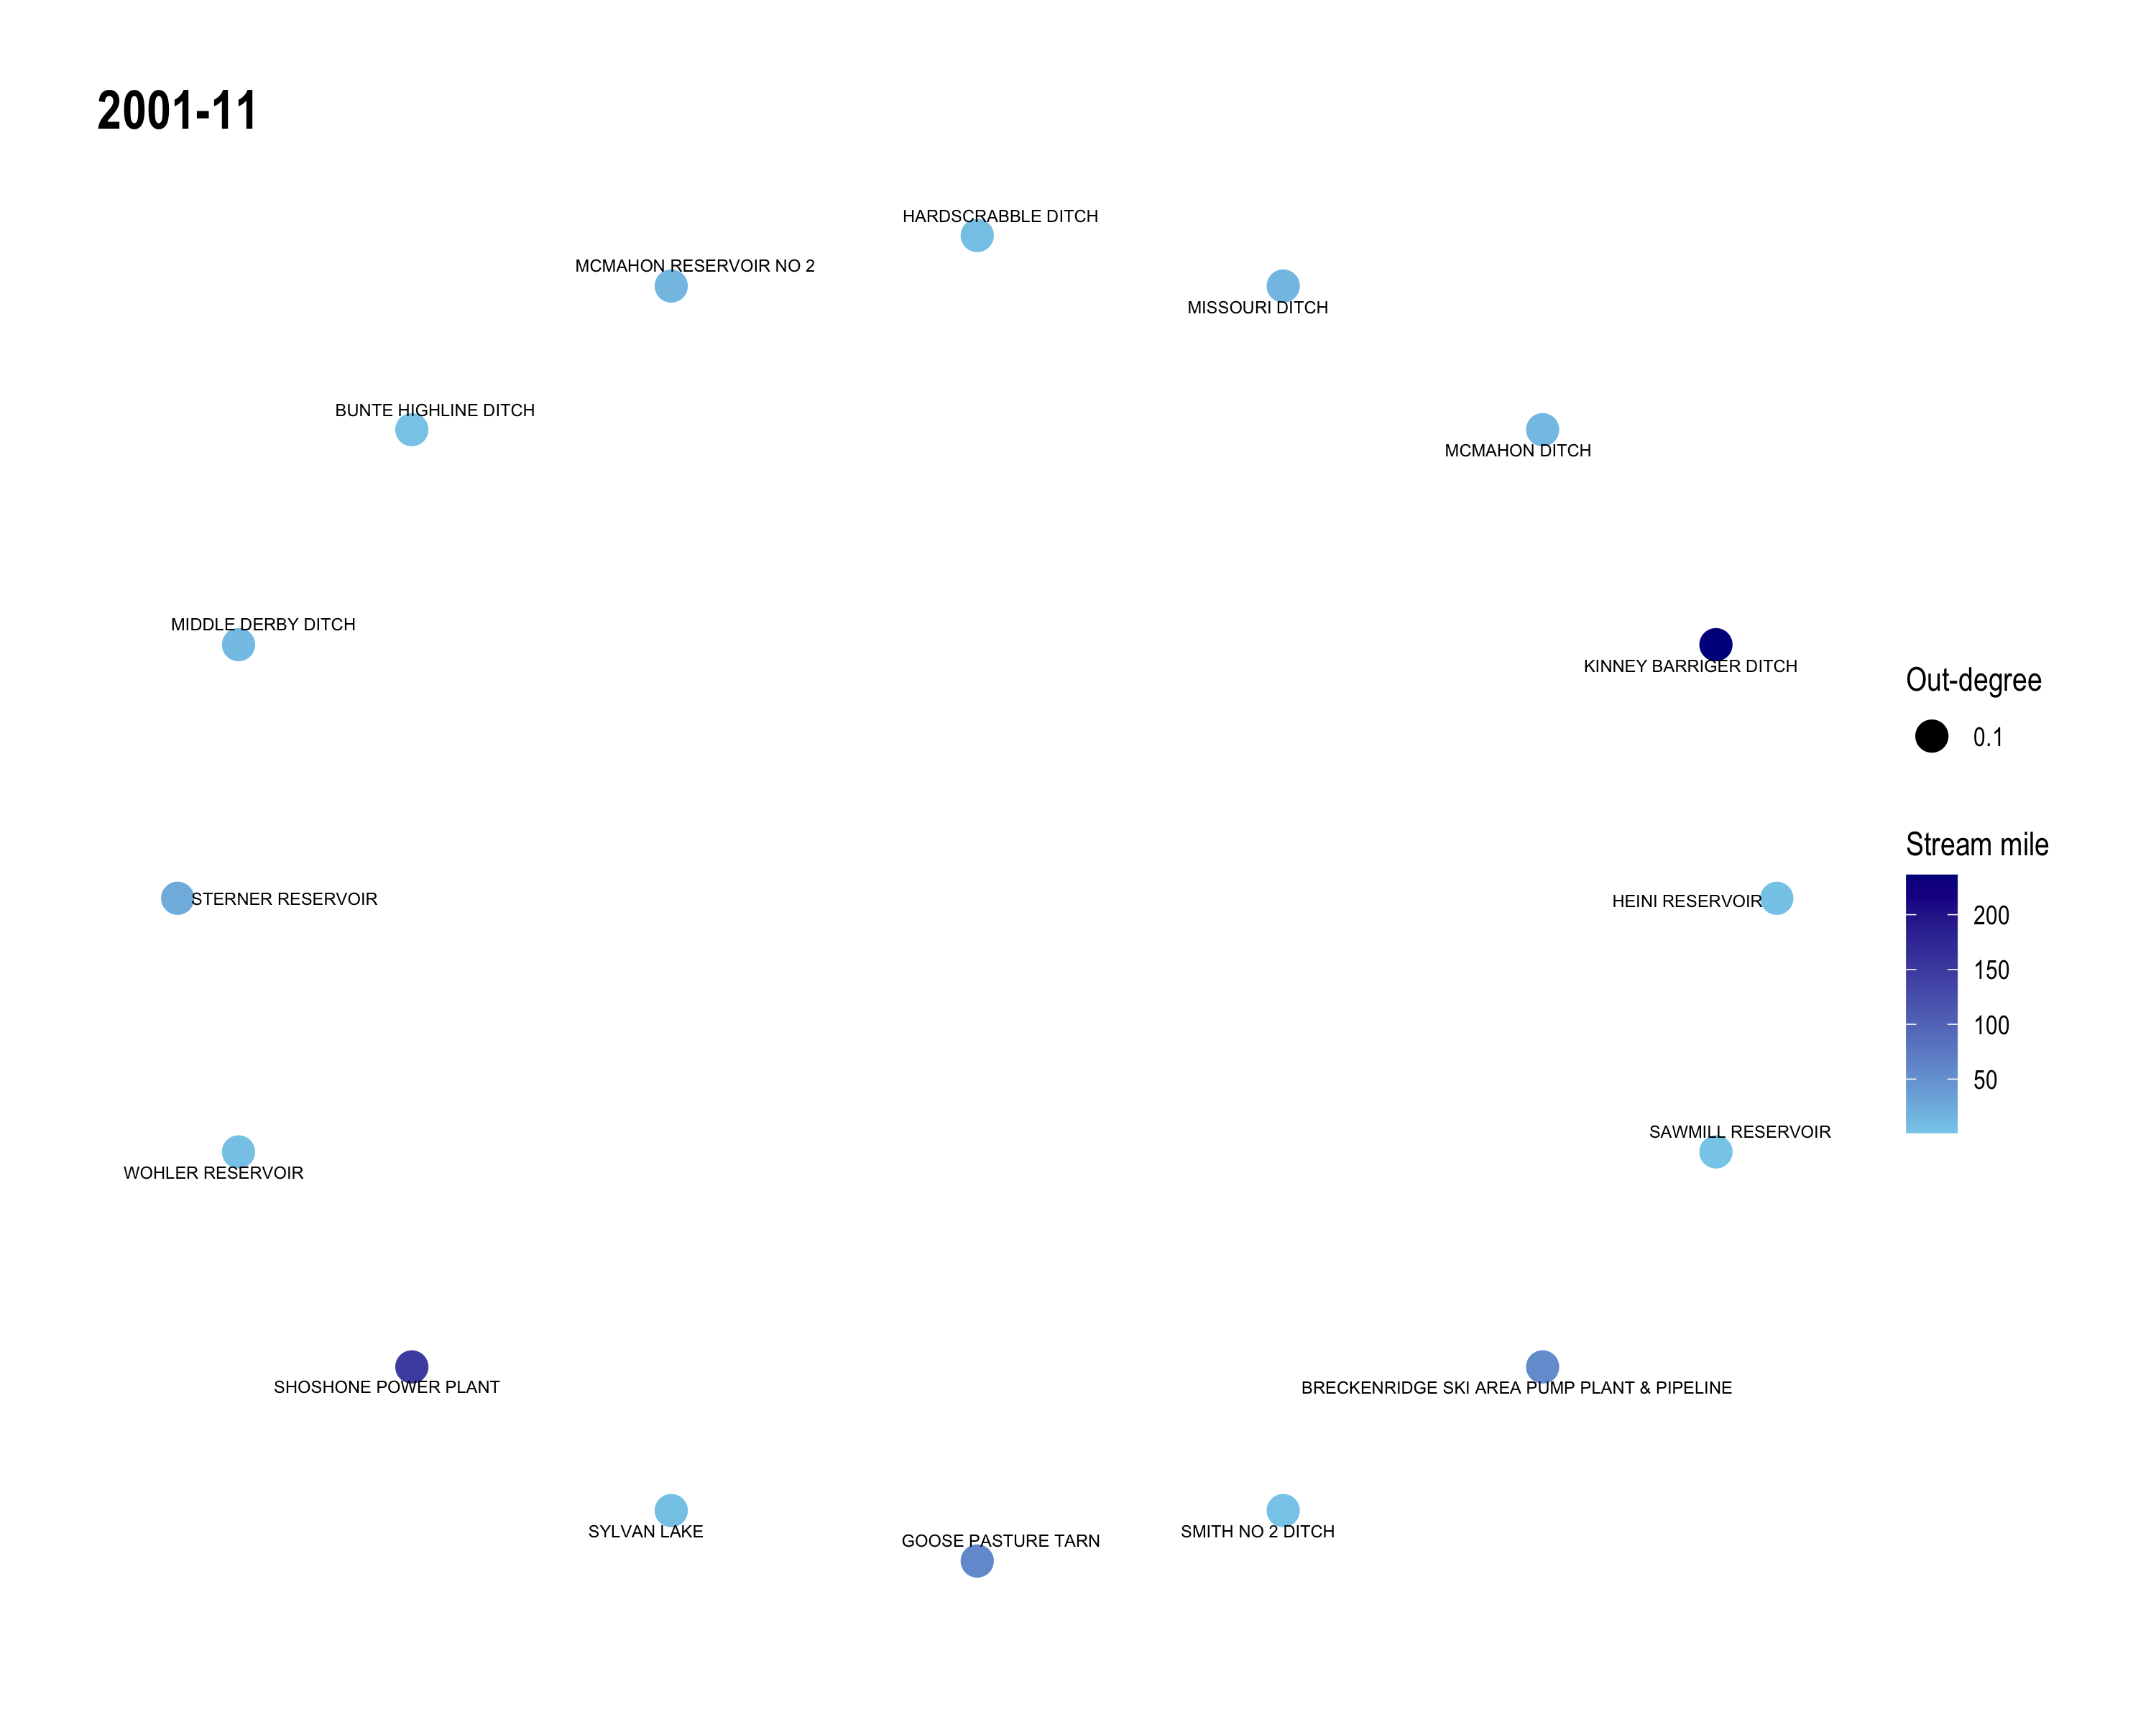 2001-11
HARDSCRABBLE DITCH
MCMAHON RESERVOIR NO 2
MISSOURI DITCH
BUNTE HIGHLINE DITCH
MCMAHON DITCH
MIDDLE DERBY DITCH
KINNEY BARRIGER DITCH
Out-degree
0.1
Stream mile
STERNER RESERVOIR
HEINI RESERVOIR
200
150
100
50
SAWMILL RESERVOIR
WOHLER RESERVOIR
SHOSHONE POWER PLANT
BRECKENRIDGE SKI AREA PUMP PLANT & PIPELINE
SYLVAN LAKE
GOOSE PASTURE TARN
SMITH NO 2 DITCH